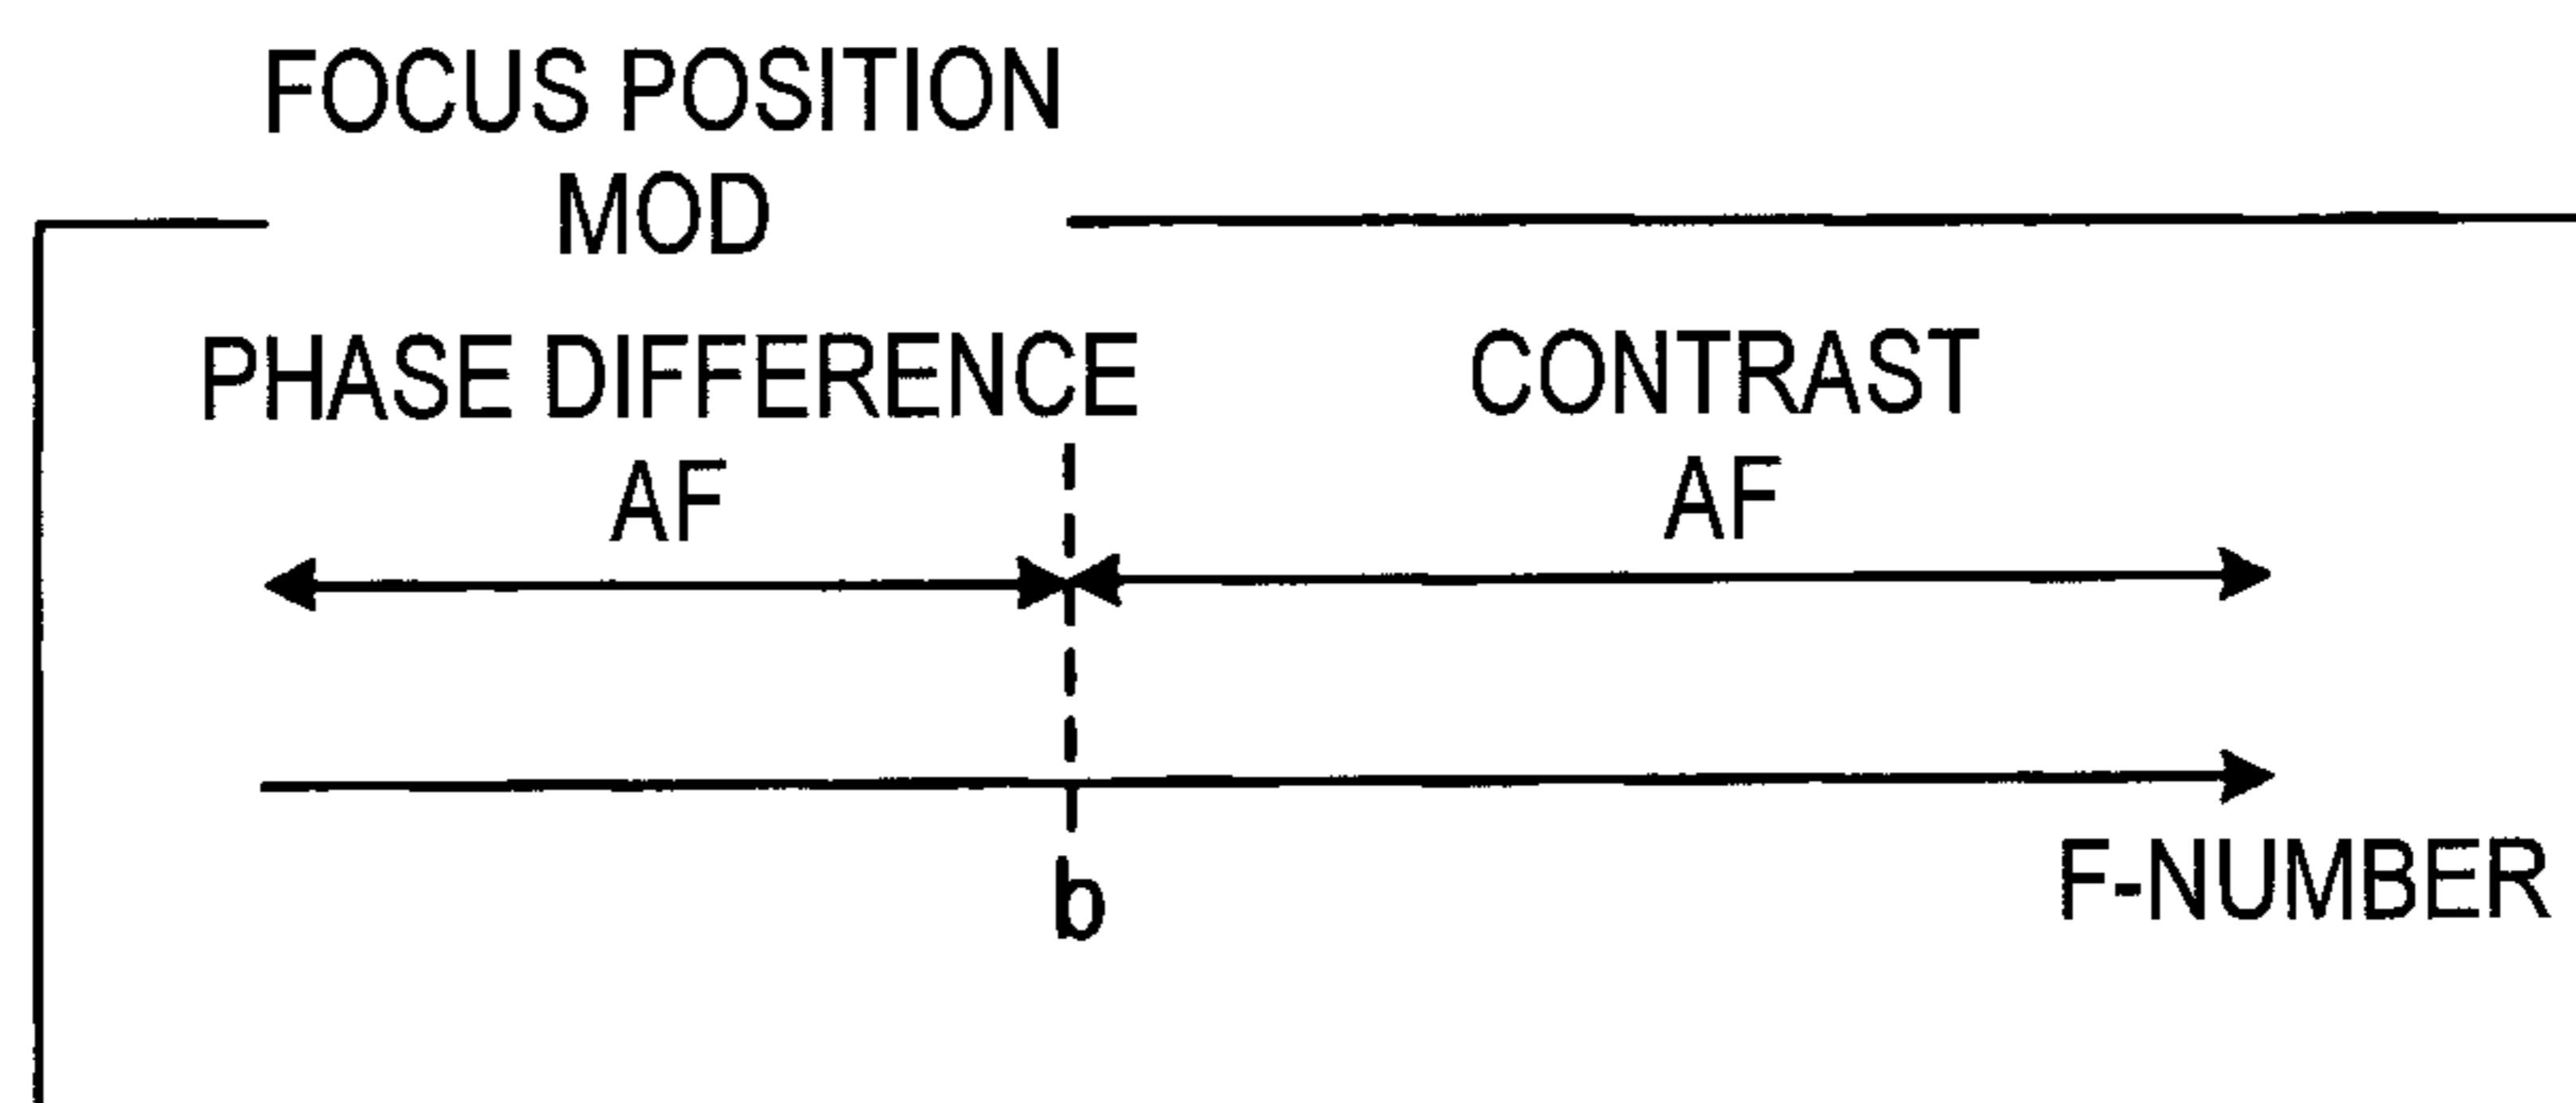 FOCUS POSITION
MOD
PHASE DIFFERENCE
AF
CONTRAST
AF
b
F-NUMBER